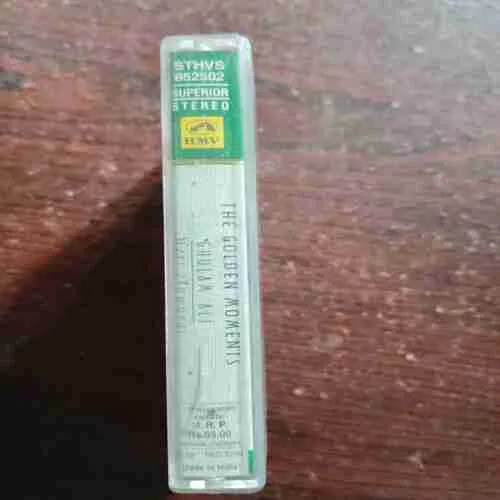 STHVS
852502
SUPERIOR
STEREO
HMV
THE GOLDEN MOMENTS
GHULAM ALI
M. R. P.
Made in India